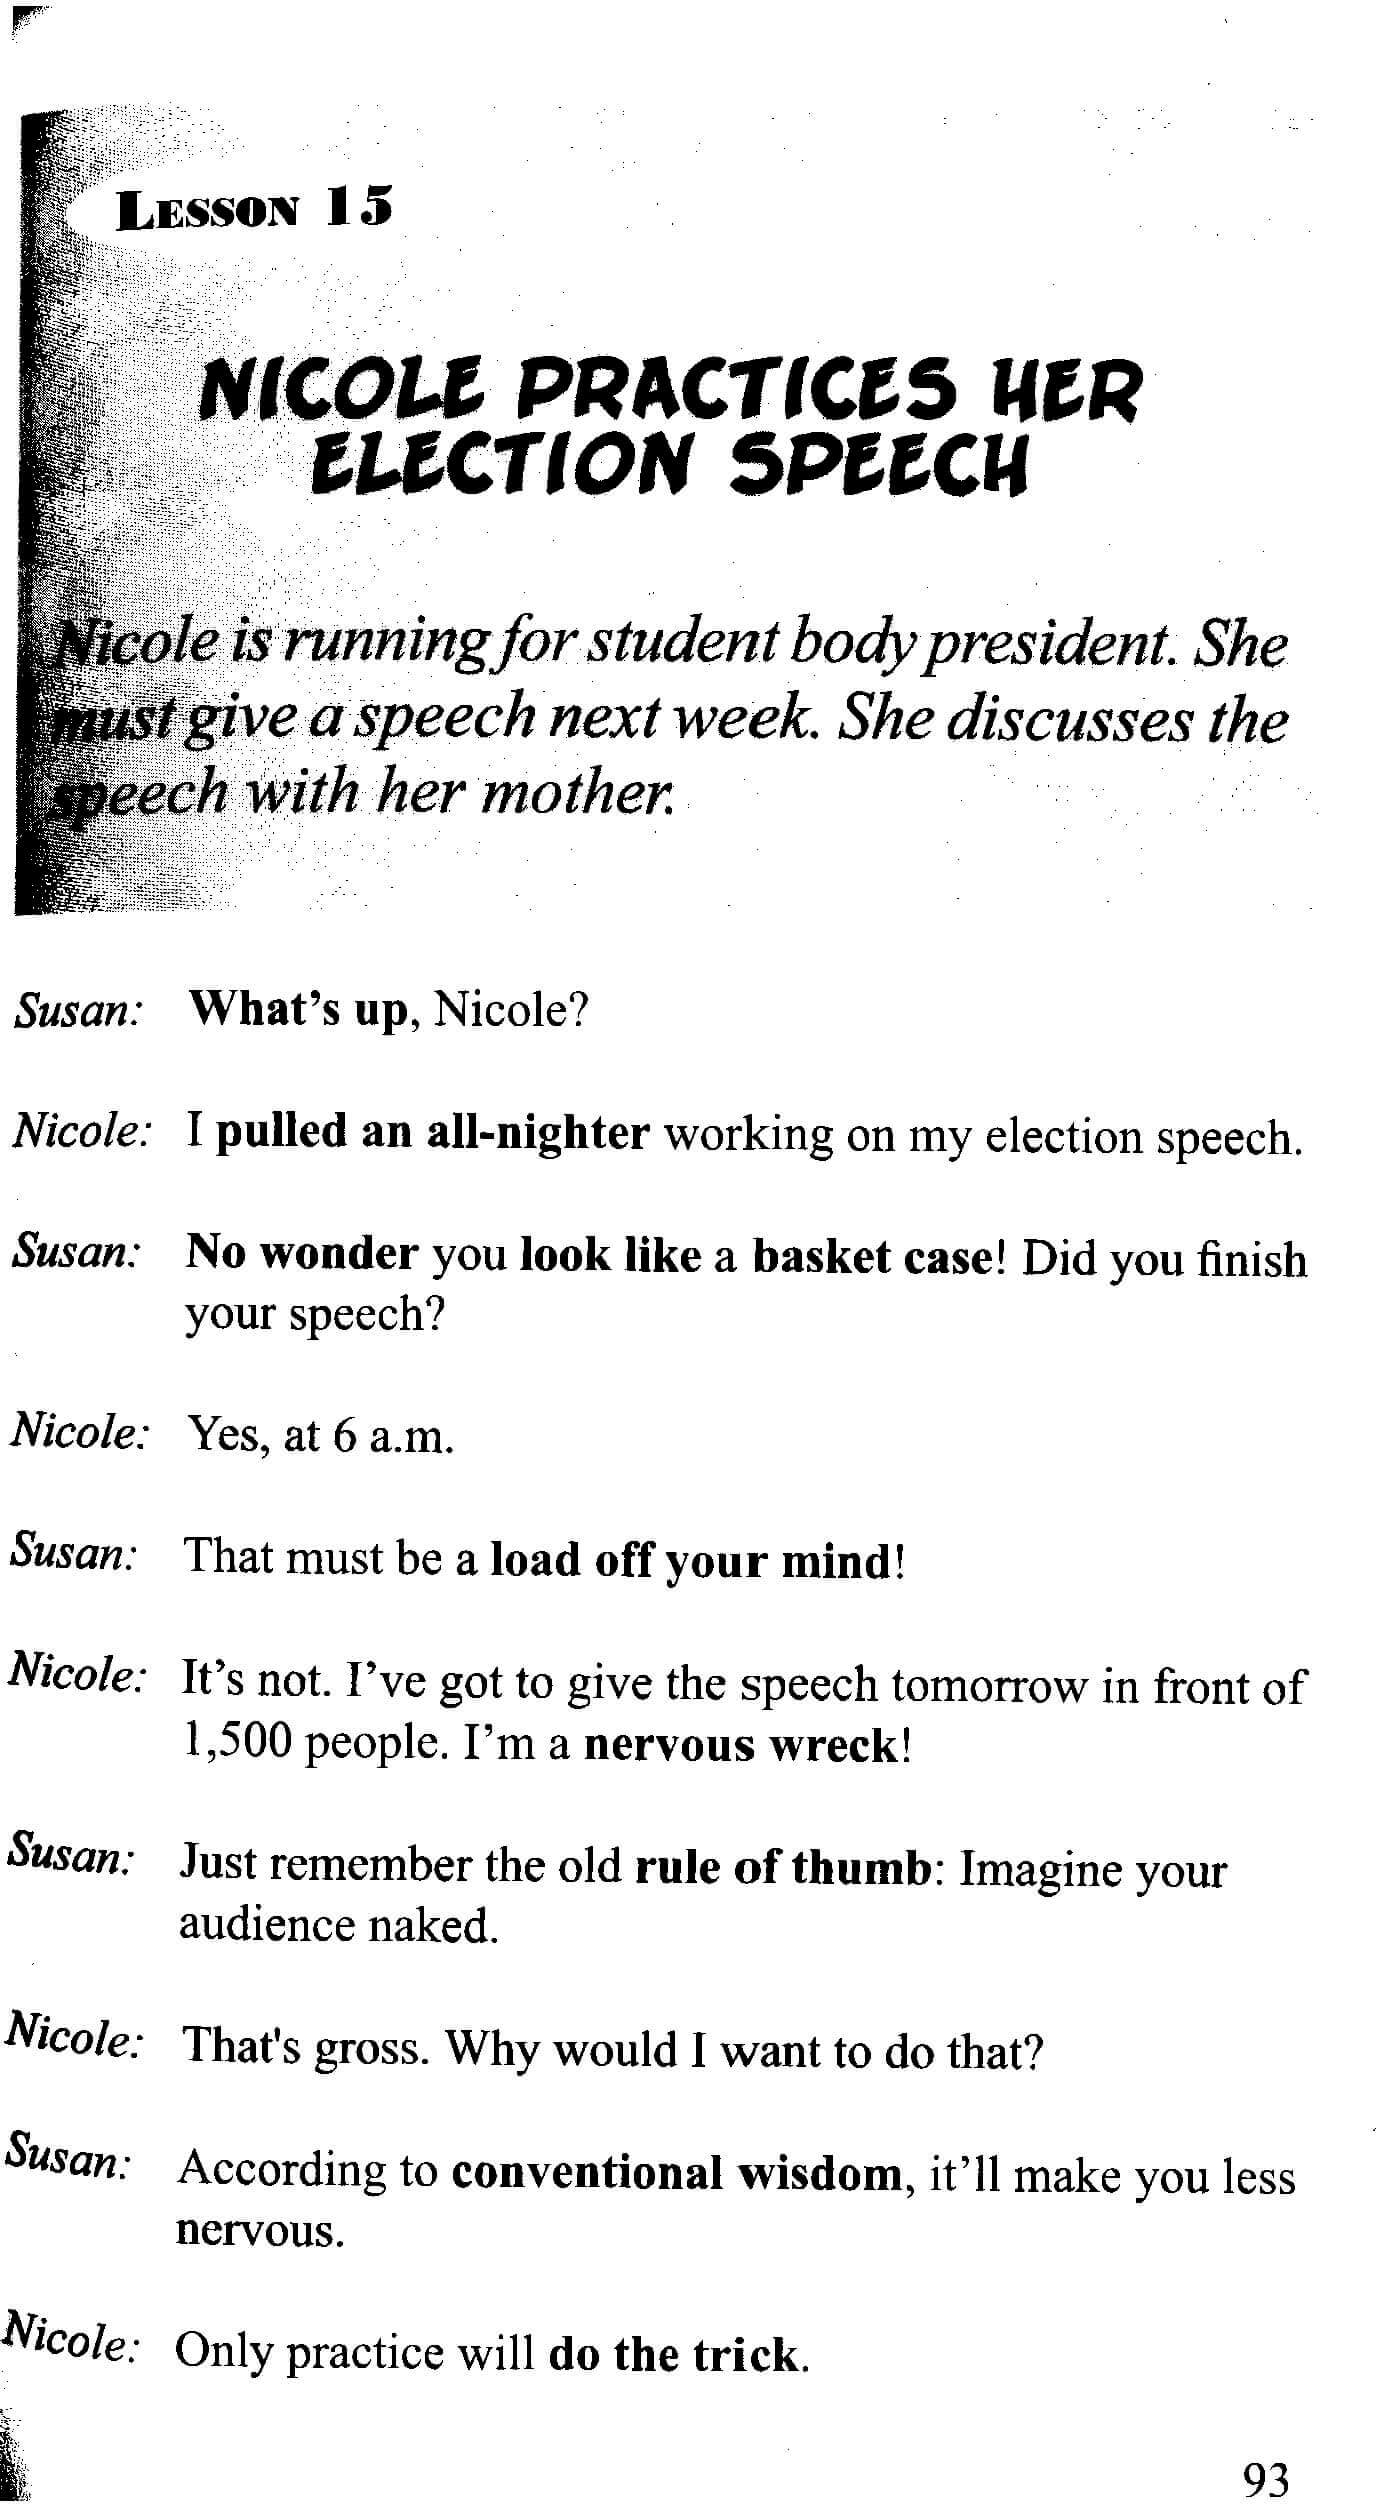 LESSON 15
NICOLE PRACTICES HER
ELECTION SPEECH
Nicole is running for student body president. She
must give a speech next week. She discusses the
speech with her mother.
Susan: What's up, Nicole?
Nicole: I pulled an all-nighter working on my election speech.
Susan: No wonder you look like a basket case! Did you finish
your speech?
Nicole: Yes, at 6 a.m.
Susan: That must be a load off your mind!
Nicole: It's not. I've got to give the speech tomorrow in front of
1,500 people. I'm a nervous wreck!
Susan: Just remember the old rule of thumb: Imagine your
audience naked.
Nicole: That's gross. Why would I want to do that?
Susan: According to conventional wisdom, it'll make you less
nervous.
Nicole: Only practice will do the trick.
93